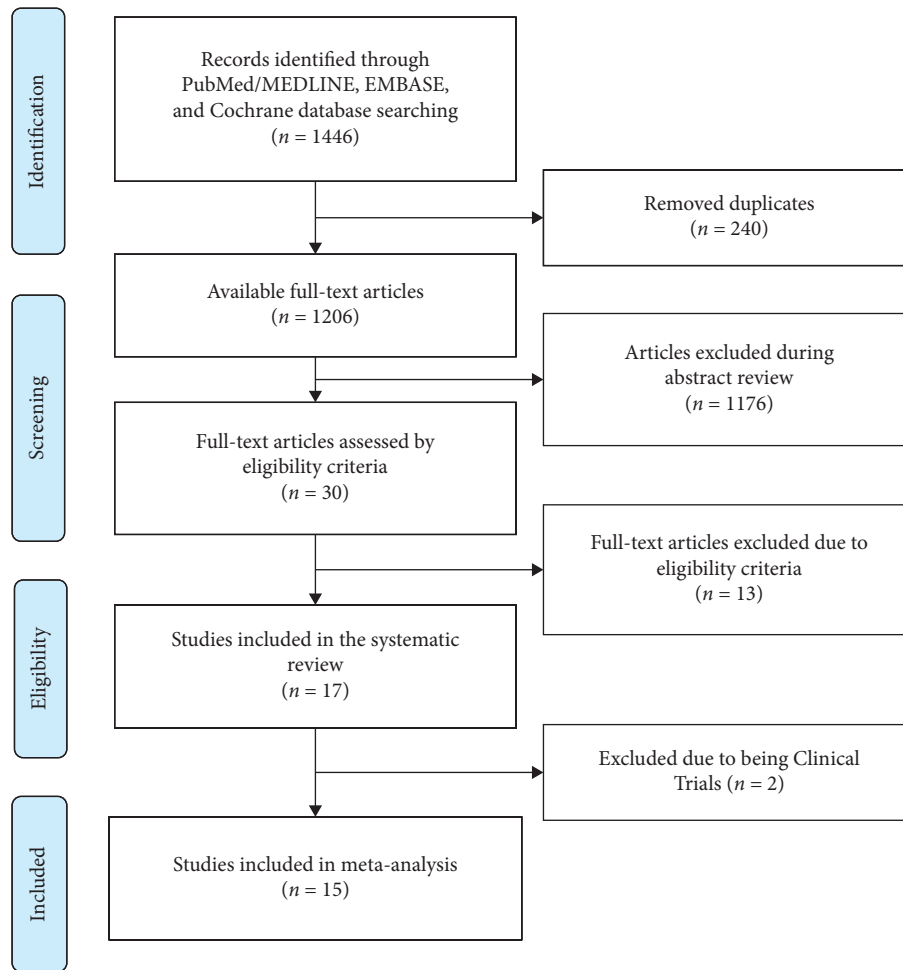 Identification
Records identified through
PubMed/MEDLINE, EMBASE,
and Cochrane database searching
(n = 1446)
Removed duplicates
(n = 240)
Available full-text articles
(n = 1206)
Screening
Articles excluded during
abstract review
(n = 1176)
Full-text articles assessed by
eligibility criteria
(n = 30)
Full-text articles excluded due to
eligibility criteria
(n = 13)
Eligibility
Studies included in the systematic
review
(n = 17)
Excluded due to being Clinical
Trials (n = 2)
Included
Studies included in meta-analysis
(n = 15)